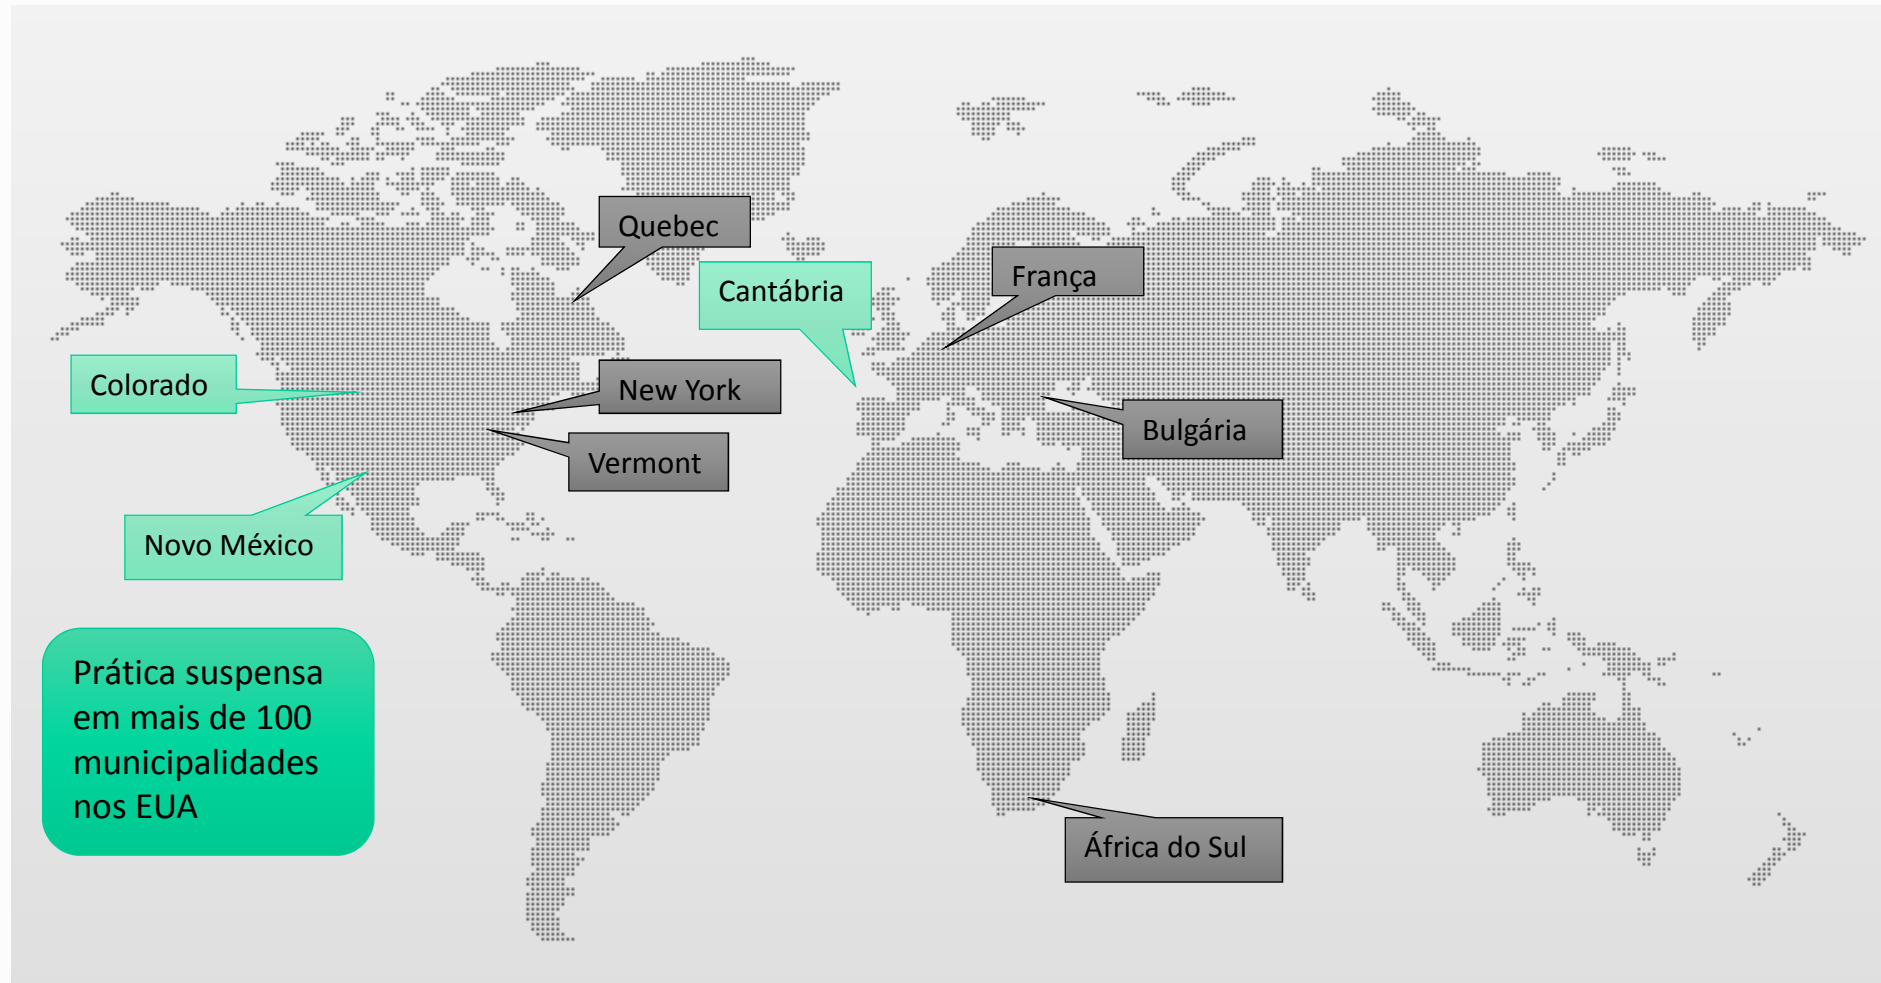 Quebec
França
Cantábria
Colorado
New York
Bulgária
Vermont
Novo México
Prática suspensa
em mais de 100
municipalidades
nos EUA
África do Sul